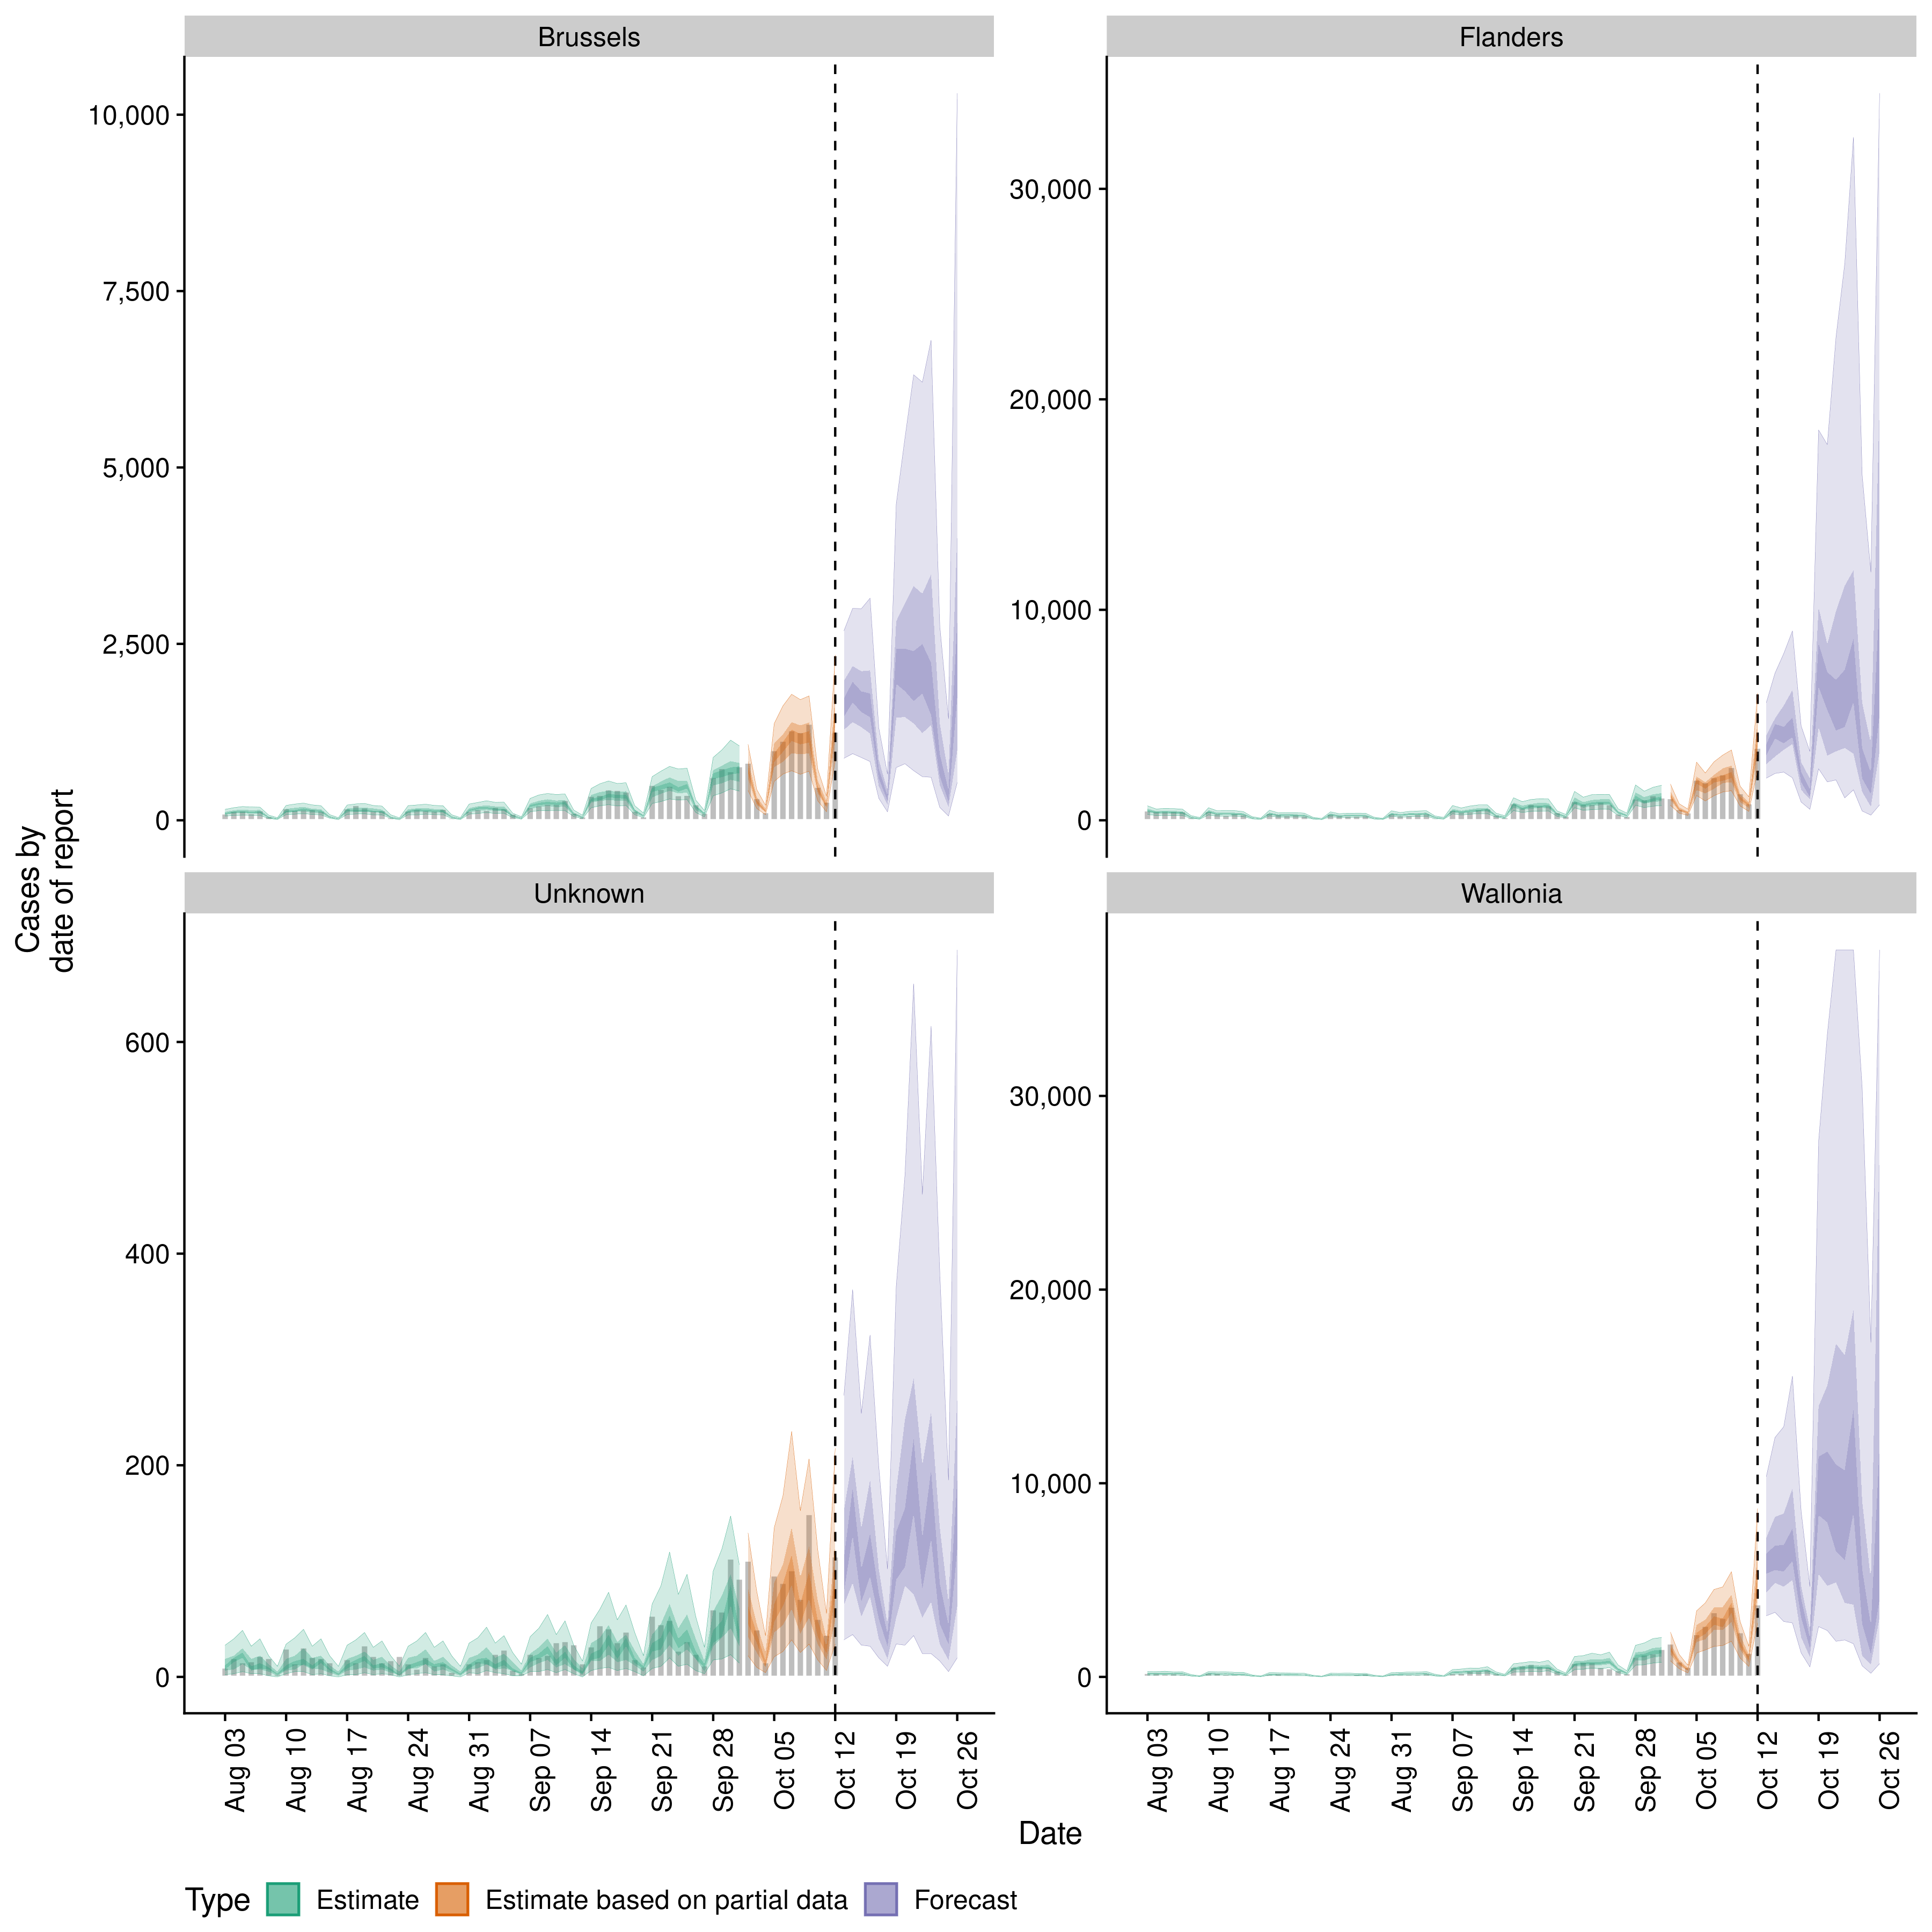 Brussels
Flanders
10,000
7,500
5,000
2,500
0
30,000
20,000
10,000
0
Cases by
date of report
Unknown
Wallonia
600
400
200
0
30,000
20,000
10,000
0
Aug 03
Aug 10
Aug 17
Aug 24
Aug 31
Sep 07
Sep 14
Sep 21
Sep 28
Oct 05
Oct 12
Oct 19
Oct 26
Aug 03
Aug 10
Aug 17
Aug 24
Aug 31
Sep 07
Sep 14
Sep 21
Sep 28
Oct 05
Oct 12
Oct 19
Oct 26
Date
Type Estimate Estimate based on partial data Forecast